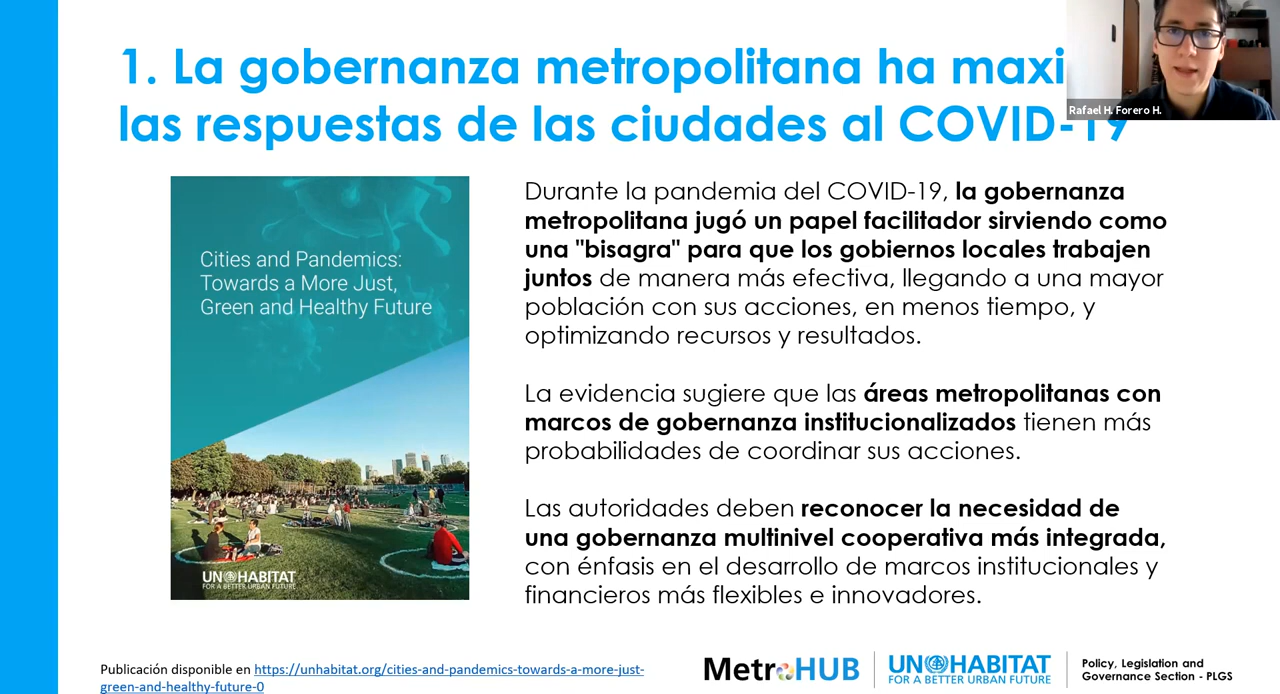 1. La gobernanza metropolitana ha maxi
las respuestas de las ciudades al COVID-19
Rafael H. Forero H.
Cities and Pandemics:
Towards a More Just,
Green and Healthy Future
UN HABITAT
FOR A BETTER URBAN FUTURE
Durante la pandemia del COVID-19, la gobernanza
metropolitana jugó un papel facilitador sirviendo como
una "bisagra" para que los gobiernos locales trabajen
juntos de manera más efectiva, llegando a una mayor
población con sus acciones, en menos tiempo, y
optimizando recursos y resultados.
La evidencia sugiere que las áreas metropolitanas con
marcos de gobernanza institucionalizados tienen más
probabilidades de coordinar sus acciones.
Las autoridades deben reconocer la necesidad de
una gobernanza multinivel cooperativa más integrada,
con énfasis en el desarrollo de marcos institucionales y
financieros más flexibles e innovadores.
Publicación disponible en https://unhabitat.org/cities-and-pandemics-towards-a-more-just-
green-and-healthy-future-0
MetroHUB
UN HABITAT
FOR A BETTER URBAN FUTURE
Policy, Legislation and
Governance Section - PLGS